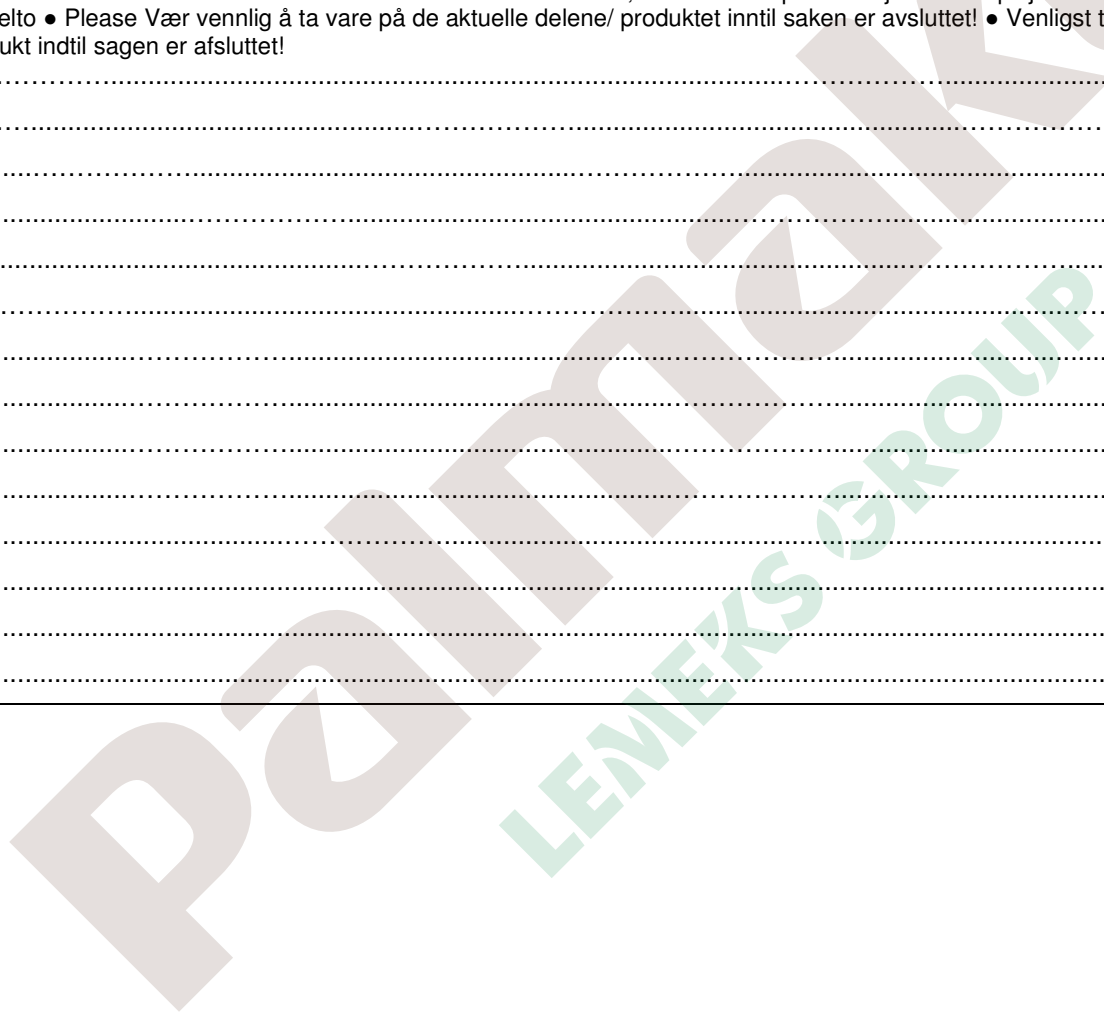 elto ● Please Vær vennlig å ta vare på de aktuelle delene/ produktet inntil saken er avsluttet! ● Venligst t
ukt indtil sagen er afsluttet!
Palmak
LEMEKS GROUP